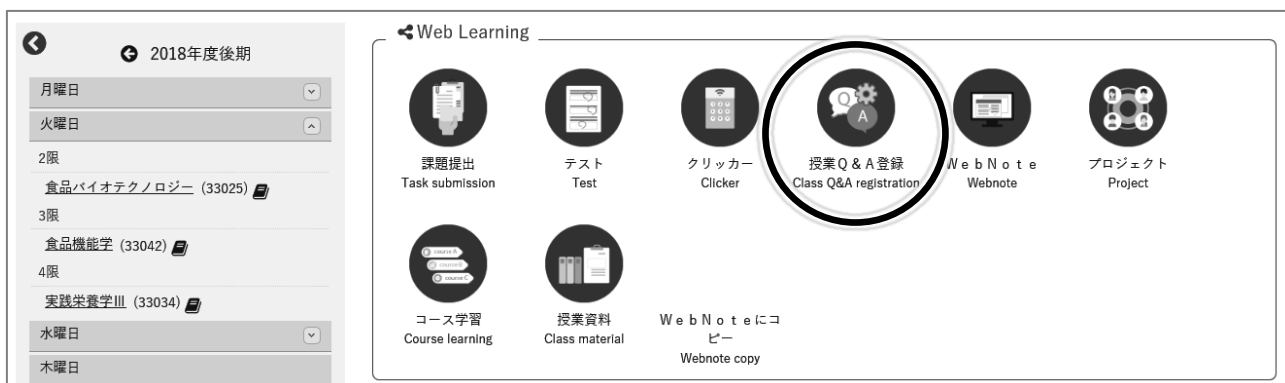 2018年度後期
月曜日
火曜日
2限
食品バイオテクノロジー (33025)
3限
食品機能学 (33042)
4限
実践栄養学Ⅲ (33034)
水曜日
木曜日
Web Learning
課題提出
Task submission
テスト
Test
クリッカー
Clicker
Q
A
授業Q&A登録
Class Q&A registration
WebNote
Webnote
プロジェクト
Project
course A
course B
course C
コース学習
Course learning
授業資料
Class material
WebNoteにコ
ピー
Webnote copy